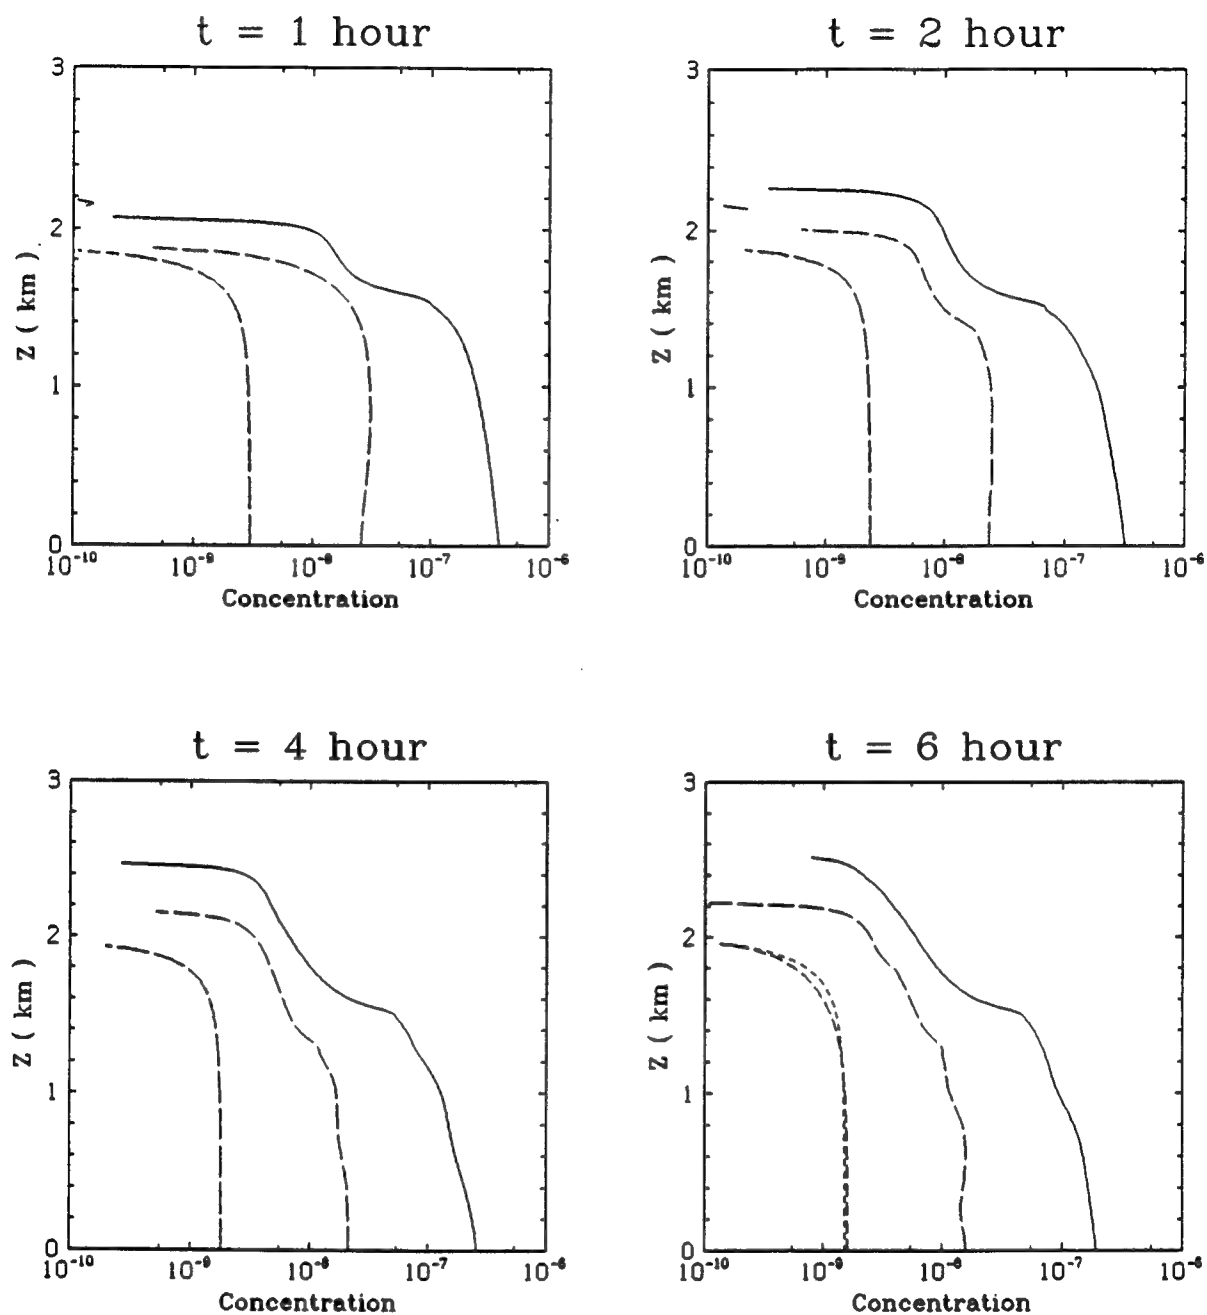 t = 1 hour
t = 2 hour
3
2
1
0
Z ( km )
10⁻¹⁰ 10⁻⁹ 10⁻⁸ 10⁻⁷ 10⁻⁶
Concentration
3
2
1
0
Z ( km )
10⁻¹⁰ 10⁻⁹ 10⁻⁸ 10⁻⁷ 10⁻⁶
Concentration
t = 4 hour
t = 6 hour
3
2
1
0
Z ( km )
10⁻¹⁰ 10⁻⁹ 10⁻⁸ 10⁻⁷ 10⁻⁶
Concentration
3
2
1
0
Z ( km )
10⁻¹⁰ 10⁻⁹ 10⁻⁸ 10⁻⁷ 10⁻⁶
Concentration